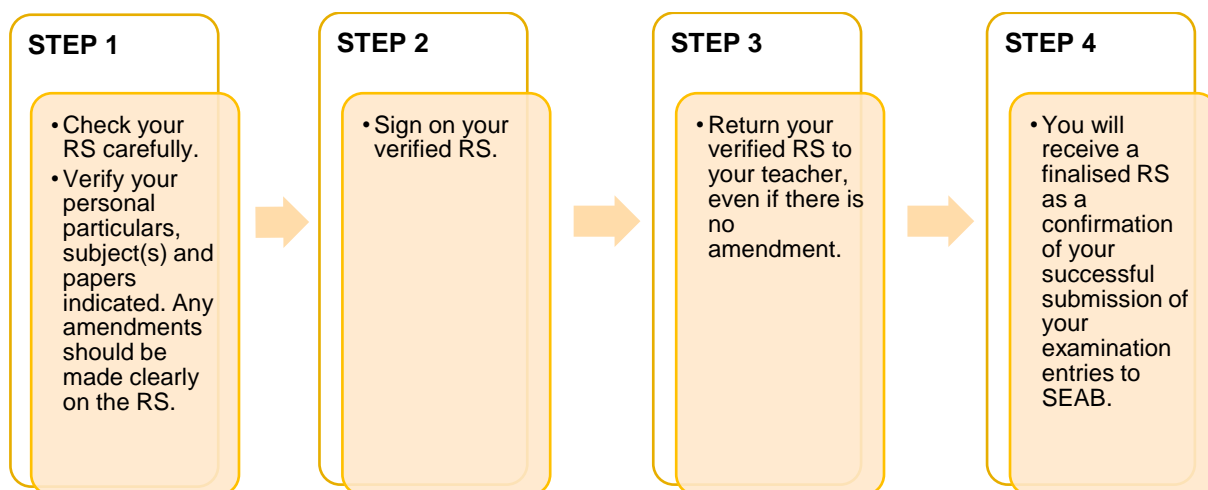 STEP 1
• Check your
RS carefully.
• Verify your
personal
particulars,
subject(s) and
papers
indicated. Any
amendments
should be
made clearly
on the RS.
STEP 2
• Sign on your
verified RS.
STEP 3
• Return your
verified RS to
your teacher,
even if there is
no
amendment.
STEP 4
• You will
receive a
finalised RS
as a
confirmation
of your
successful
submission of
your
examination
entries to
SEAB.